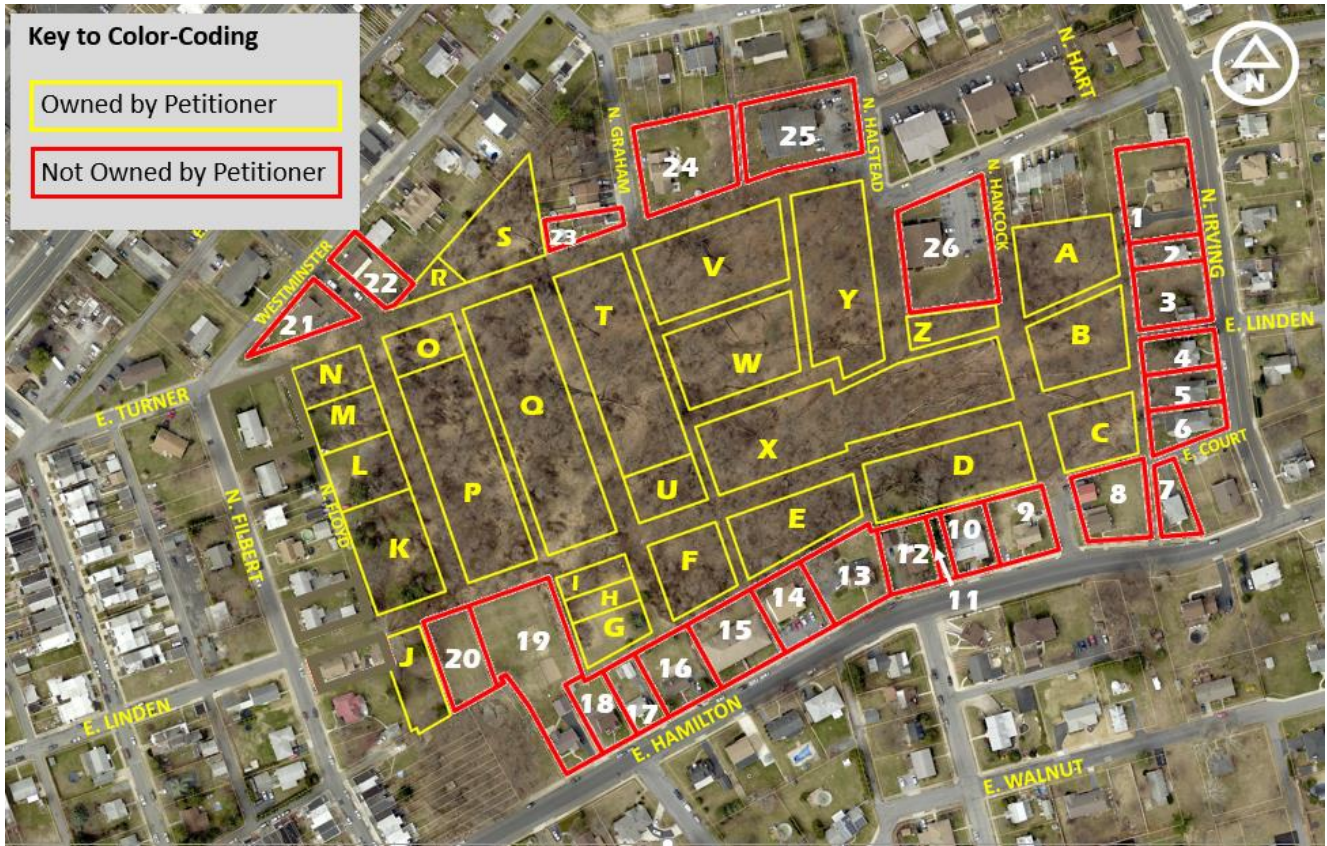 Key to Color-Coding
Owned by Petitioner
Not Owned by Petitioner
N
N. HART
N. GRAHAM
N. HALSTEAD
N. HANCOCK
N. IRVING
24
25
1
2
3
23
S
R
22
21
WESTMINSTER
E.
26
A
V
Y
Z
B
E. LINDEN
T
O
N
Q
W
4
5
6
E. COURT
E. TURNER
M
L
P
X
C
D
U
E
7
8
9
10
11
12
N. FILBERT
N. FLOYD
K
F
I
H
G
13
14
15
16
17
18
19
20
J
E. LINDEN
E. HAMILTON
E. WALNUT